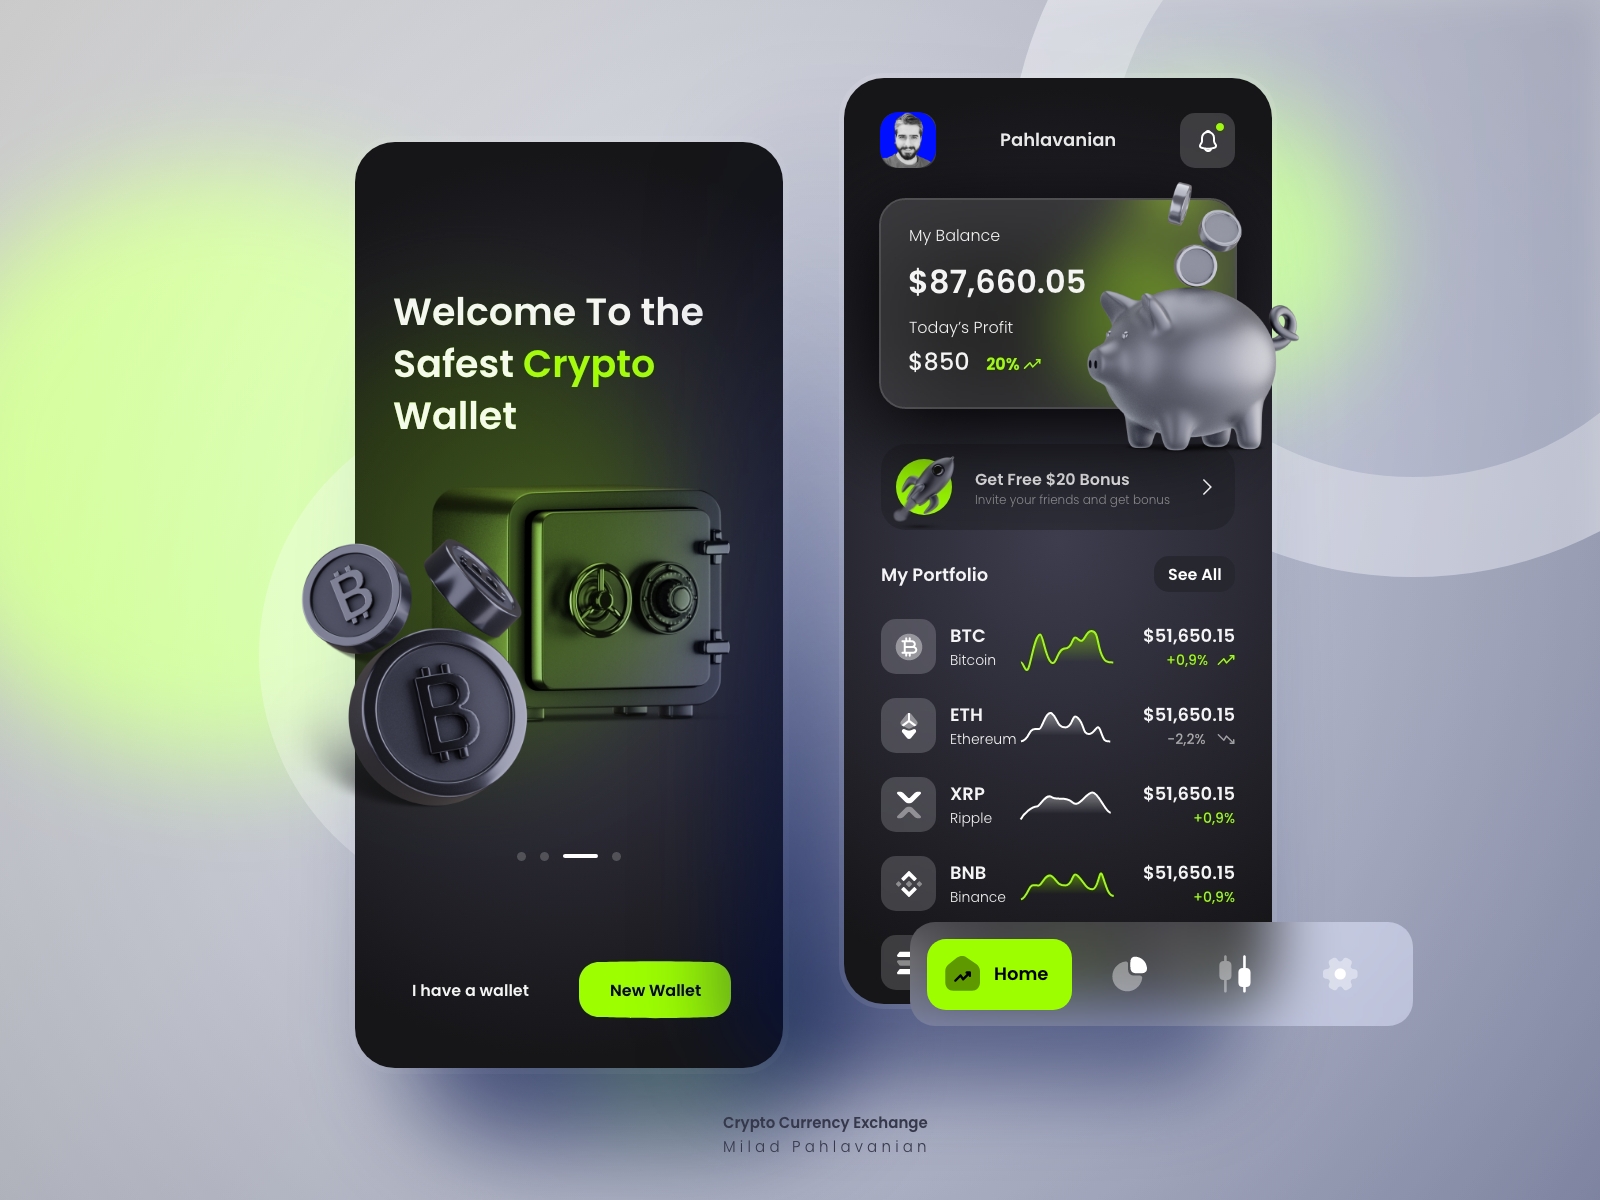 Welcome To the
Safest Crypto
Wallet
I have a wallet
New Wallet
Pahlavanian
My Balance
$87,660.05
Today's Profit
$850 20%
Get Free $20 Bonus
Invite your friends and get bonus
My Portfolio
See All
BTC
Bitcoin
$51,650.15
+0,9%
ETH
Ethereum
$51,650.15
-2,2%
XRP
Ripple
$51,650.15
+0,9%
BNB
Binance
$51,650.15
+0,9%
Home
Crypto Currency Exchange
Milad Pahlavanian